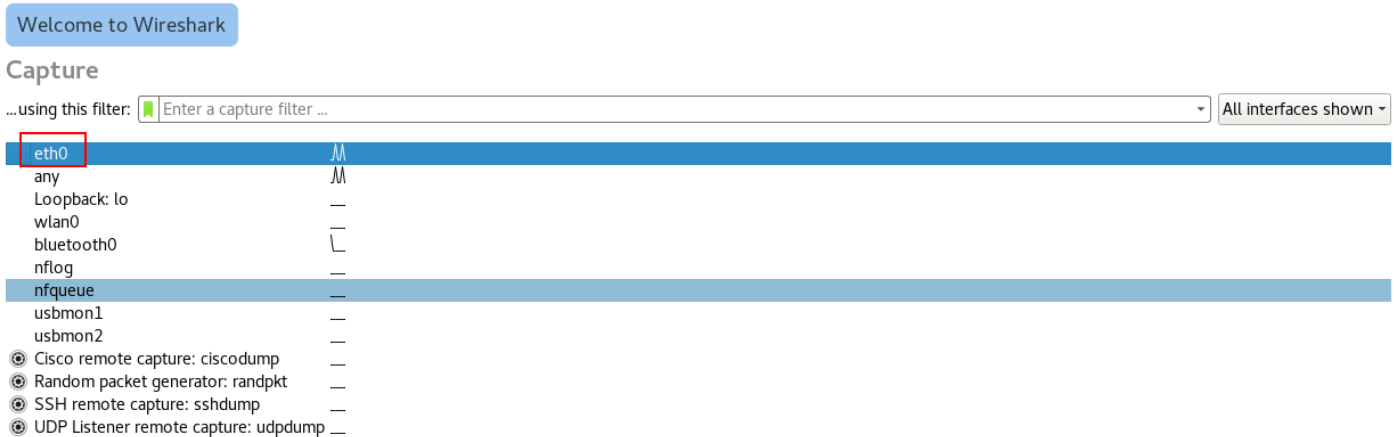 Welcome to Wireshark
Capture
...using this filter: Enter a capture filter ... All interfaces shown
eth0
any
Loopback: lo
wlan0
bluetooth0
nflog
nfqueue
usbmon1
usbmon2
Cisco remote capture: ciscodump
Random packet generator: randpkt
SSH remote capture: sshdump
UDP Listener remote capture: udpdump